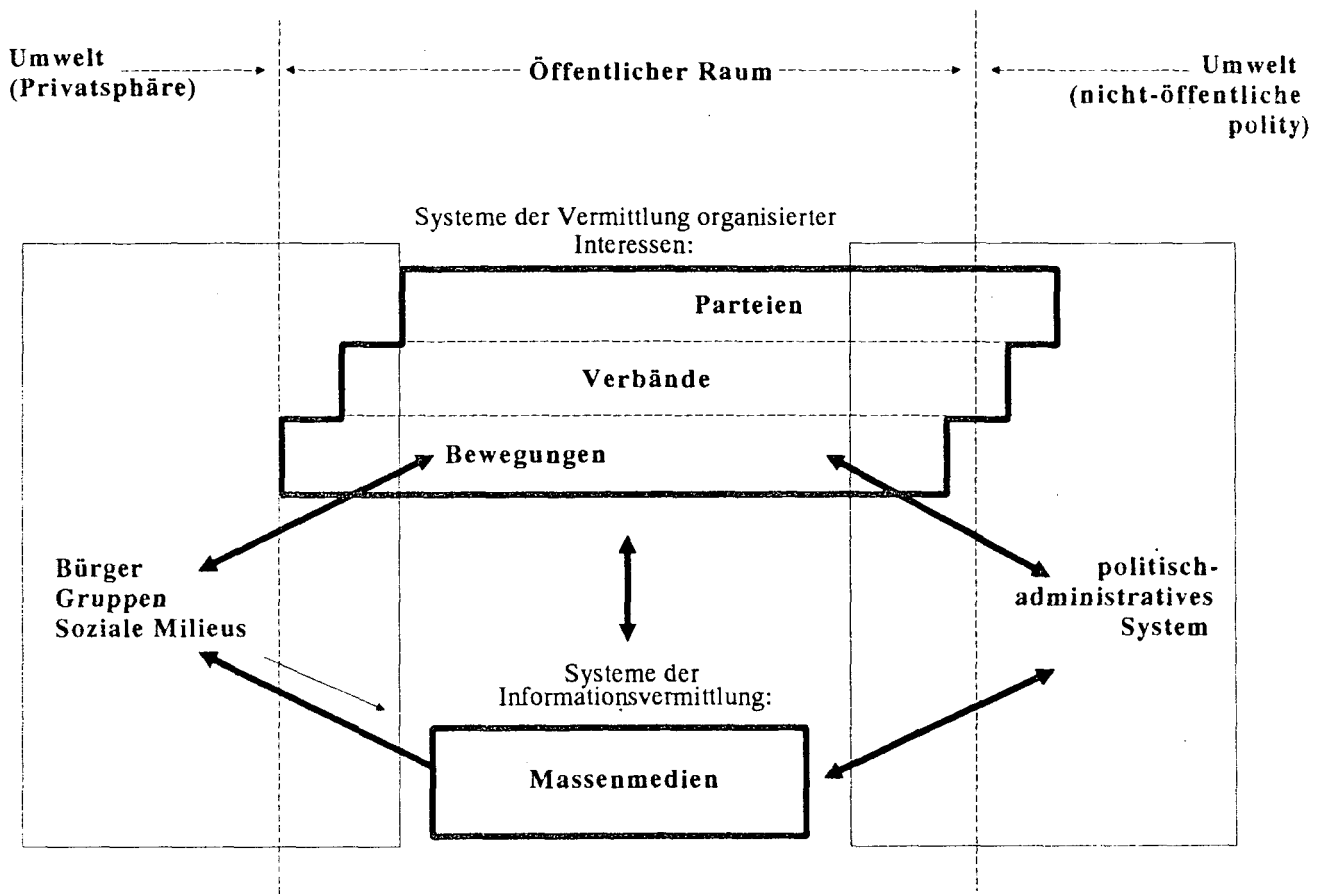 Umwelt
(Privatsphäre)
Öffentlicher Raum
Umwelt
(nicht-öffentliche
polity)
Systeme der Vermittlung organisierter
Interessen:
Parteien
Verbände
Bewegungen
Bürger
Gruppen
Soziale Milieus
politisch-
administratives
System
Systeme der
Informationsvermittlung:
Massenmedien